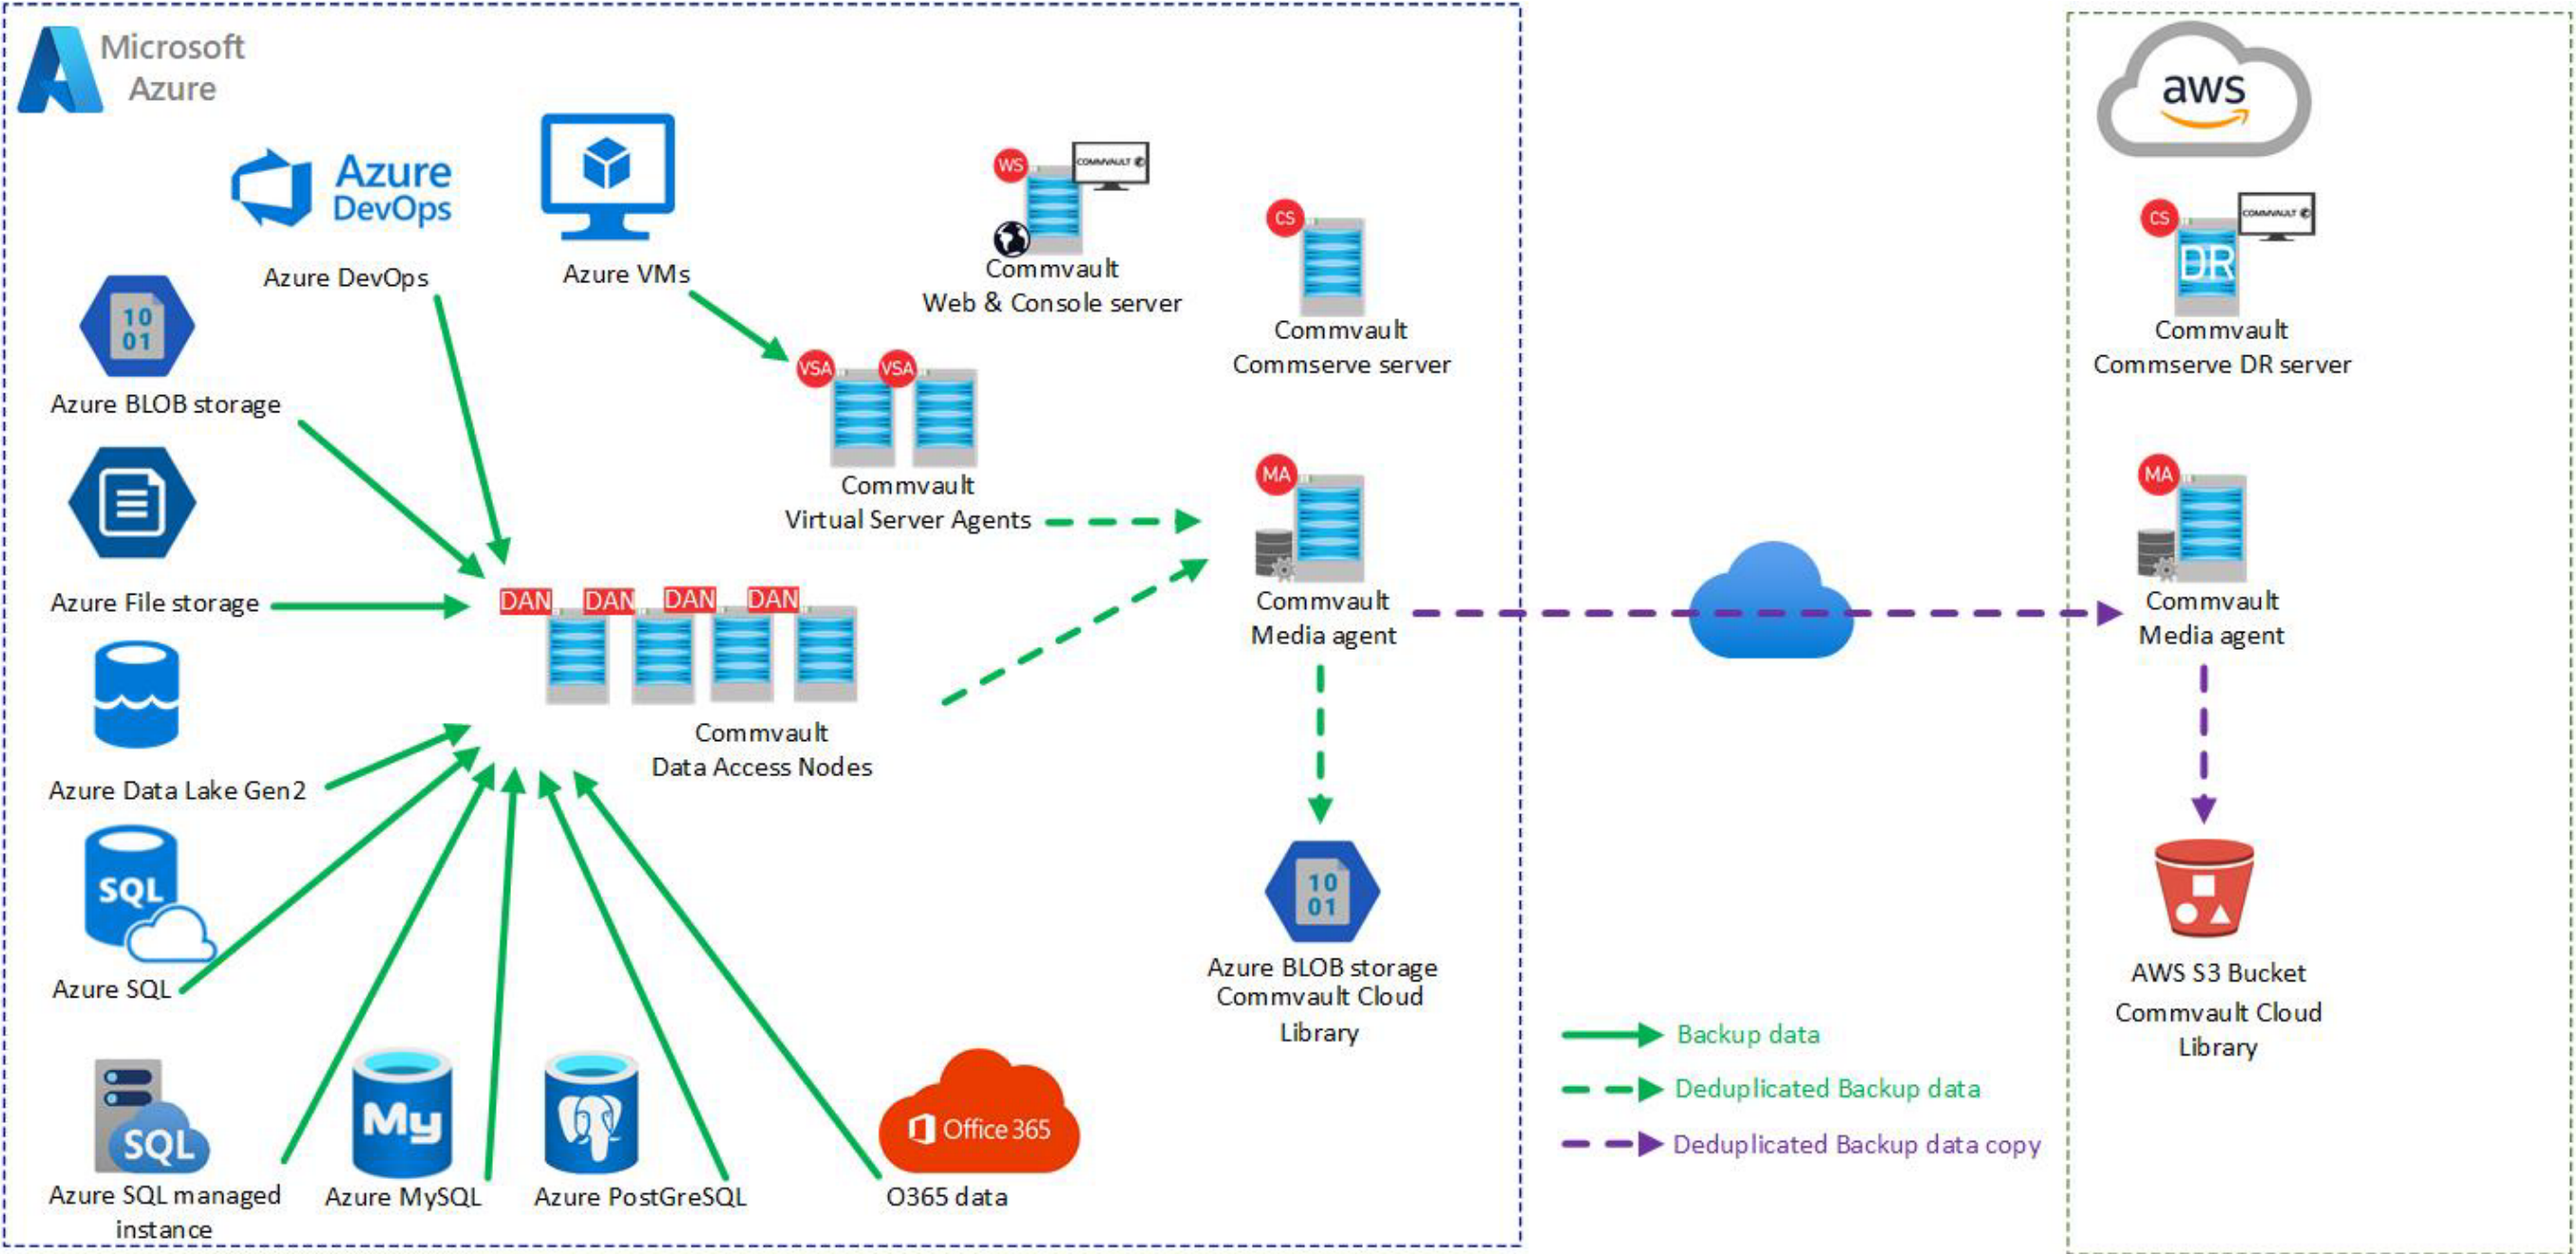 Microsoft
Azure
Azure
DevOps
Azure DevOps
Azure VMs
WS
COMMVAULT
Commvault
Web & Console server
CS
Commvault
Commserve server
aws
CS
COMMVAULT
DR
Commvault
Commserve DR server
10
01
Azure BLOB storage
VSA
VSA
Commvault
Virtual Server Agents
MA
Commvault
Media agent
MA
Commvault
Media agent
Azure File storage
DAN
DAN
DAN
DAN
Commvault
Data Access Nodes
Azure Data Lake Gen2
SQL
Azure SQL
10
01
Azure BLOB storage
Commvault Cloud
Library
AWS S3 Bucket
Commvault Cloud
Library
SQL
Azure SQL managed
instance
My
Azure MySQL
Azure PostGreSQL
Office 365
O365 data
Backup data
Deduplicated Backup data
Deduplicated Backup data copy